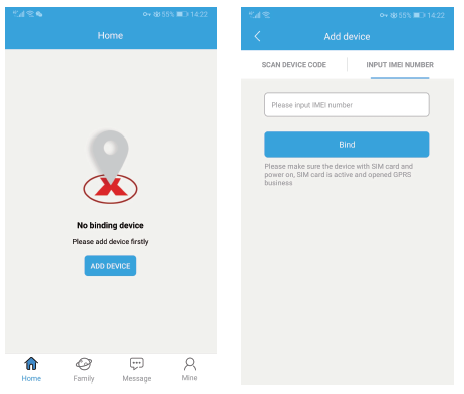 55% 14:22
Home
No binding device
Please add device firstly
ADD DEVICE
Home Family Message Mine
55% 14:22
Add device
SCAN DEVICE CODE INPUT IMEI NUMBER
Please input IMEI number
Bind
Please make sure the device with SIM card and
power on, SIM card is active and opened GPRS
business